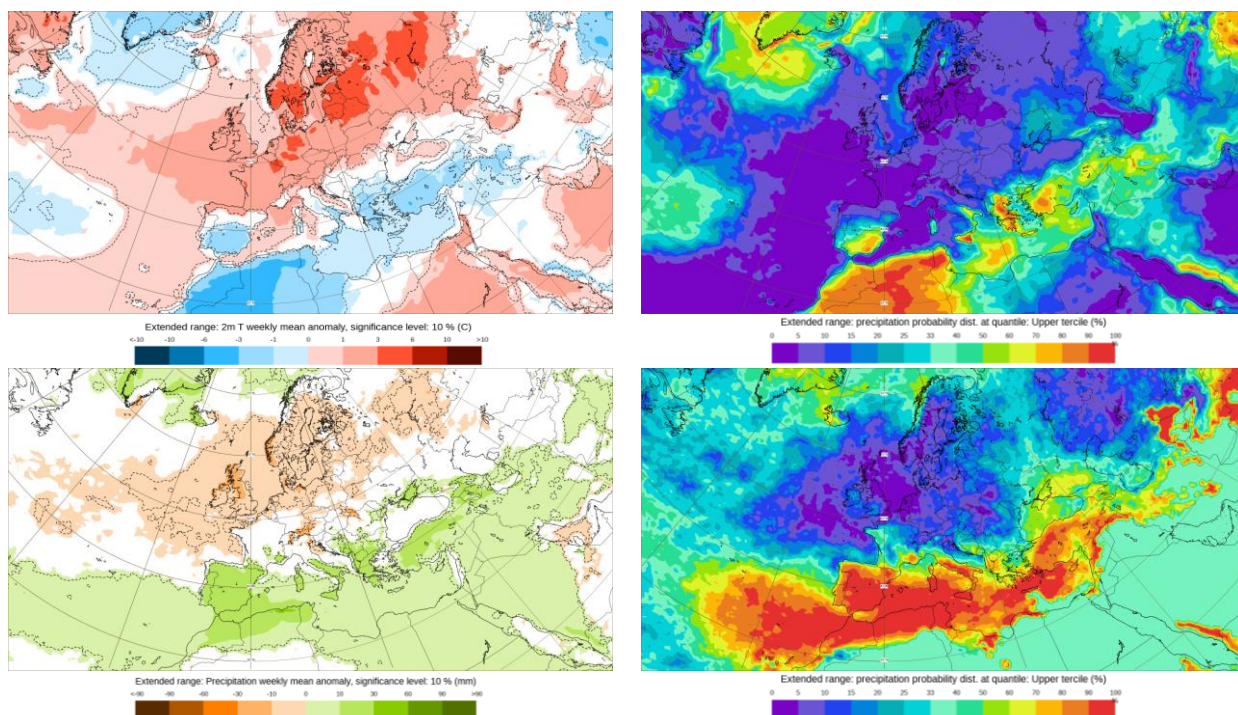 Extended range: 2m T weekly mean anomaly, significance level: 10 % (C)
<-10 -10 -6 -3 -1 0 1 3 6 10 >10
Extended range: precipitation probability dist. at quantile: Upper tercile (%)
0 5 10 15 20 25 33 40 50 60 70 80 90 100
%
Extended range: Precipitation weekly mean anomaly, significance level: 10 % (mm)
<-90 -90 -60 -30 -10 0 10 30 60 90 >90
Extended range: precipitation probability dist. at quantile: Upper tercile (%)
0 5 10 15 20 25 33 40 50 60 70 80 90 100
%